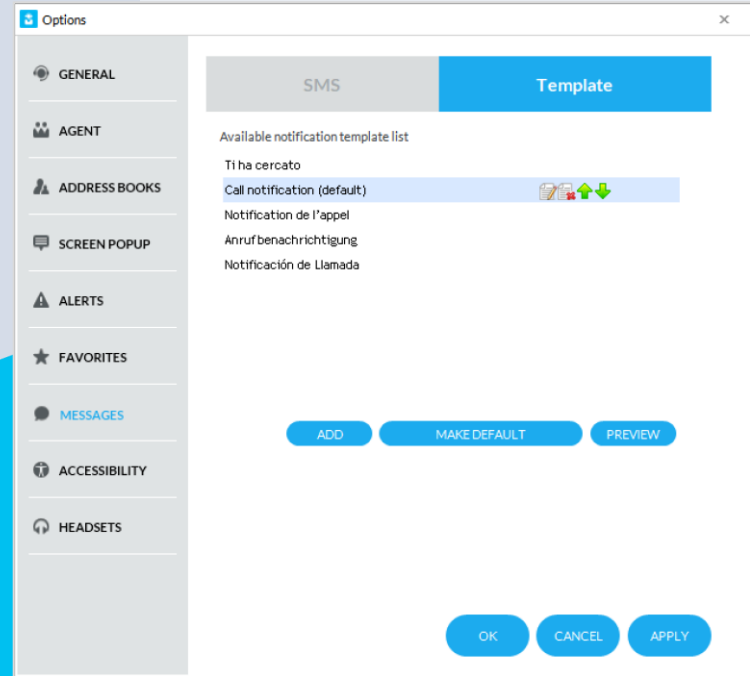 Options
GENERAL
AGENT
ADDRESS BOOKS
SCREEN POPUP
ALERTS
FAVORITES
MESSAGES
ACCESSIBILITY
HEADSETS
SMS
Template
Available notification template list
Ti ha cercato
Call notification (default)
Notification de l'appel
Anrufbenachrichtigung
Notificación de Llamada
ADD
MAKE DEFAULT
PREVIEW
OK
CANCEL
APPLY